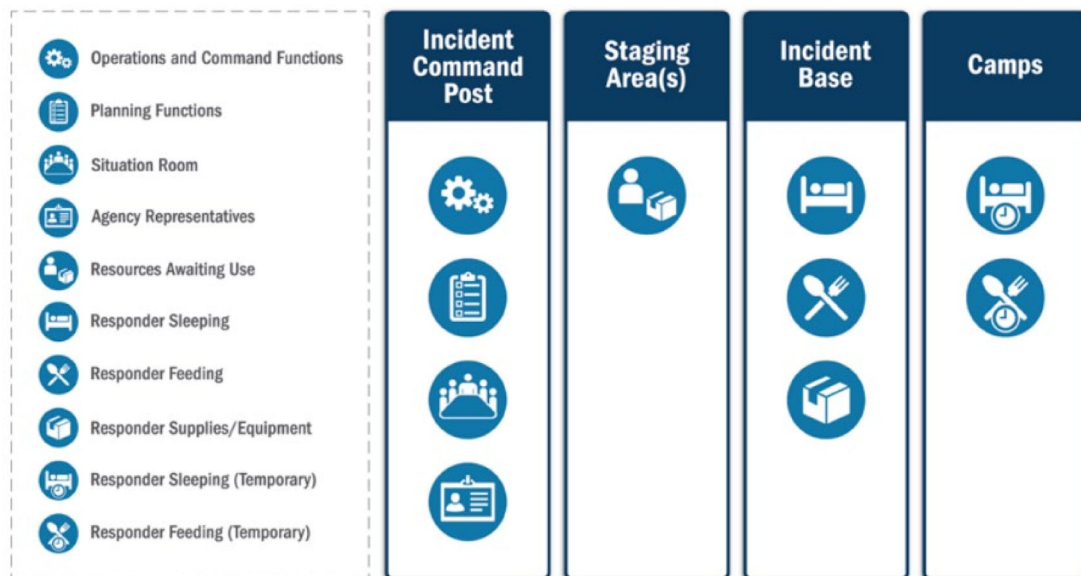 Operations and Command Functions
Planning Functions
Situation Room
Agency Representatives
Resources Awaiting Use
Responder Sleeping
Responder Feeding
Responder Supplies/Equipment
Responder Sleeping (Temporary)
Responder Feeding (Temporary)
Incident
Command
Post
Staging
Area(s)
Incident
Base
Camps